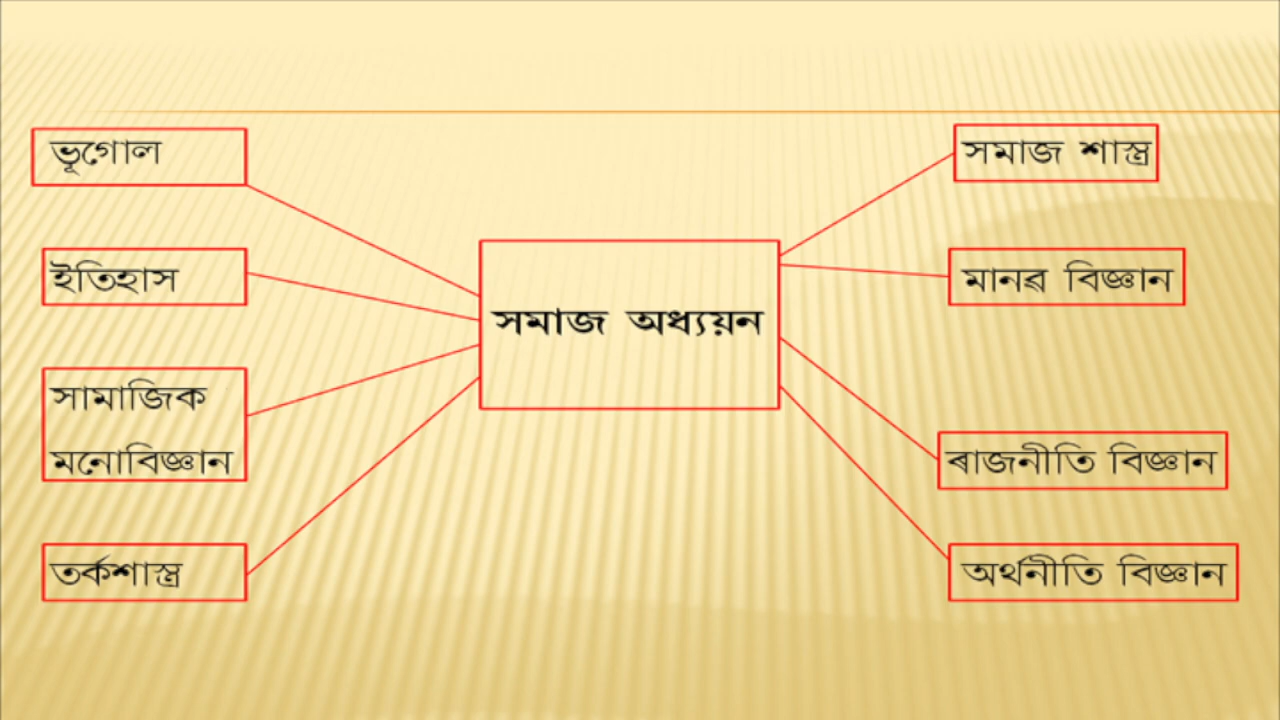 ভূগোল
ইতিহাস
সামাজিক
মনোবিজ্ঞান
তৰ্কশাস্ত্ৰ
সমাজ অধ্যয়ন
সমাজ শাস্ত্ৰ
মানৱ বিজ্ঞান
ৰাজনীতি বিজ্ঞান
অৰ্থনীতি বিজ্ঞান